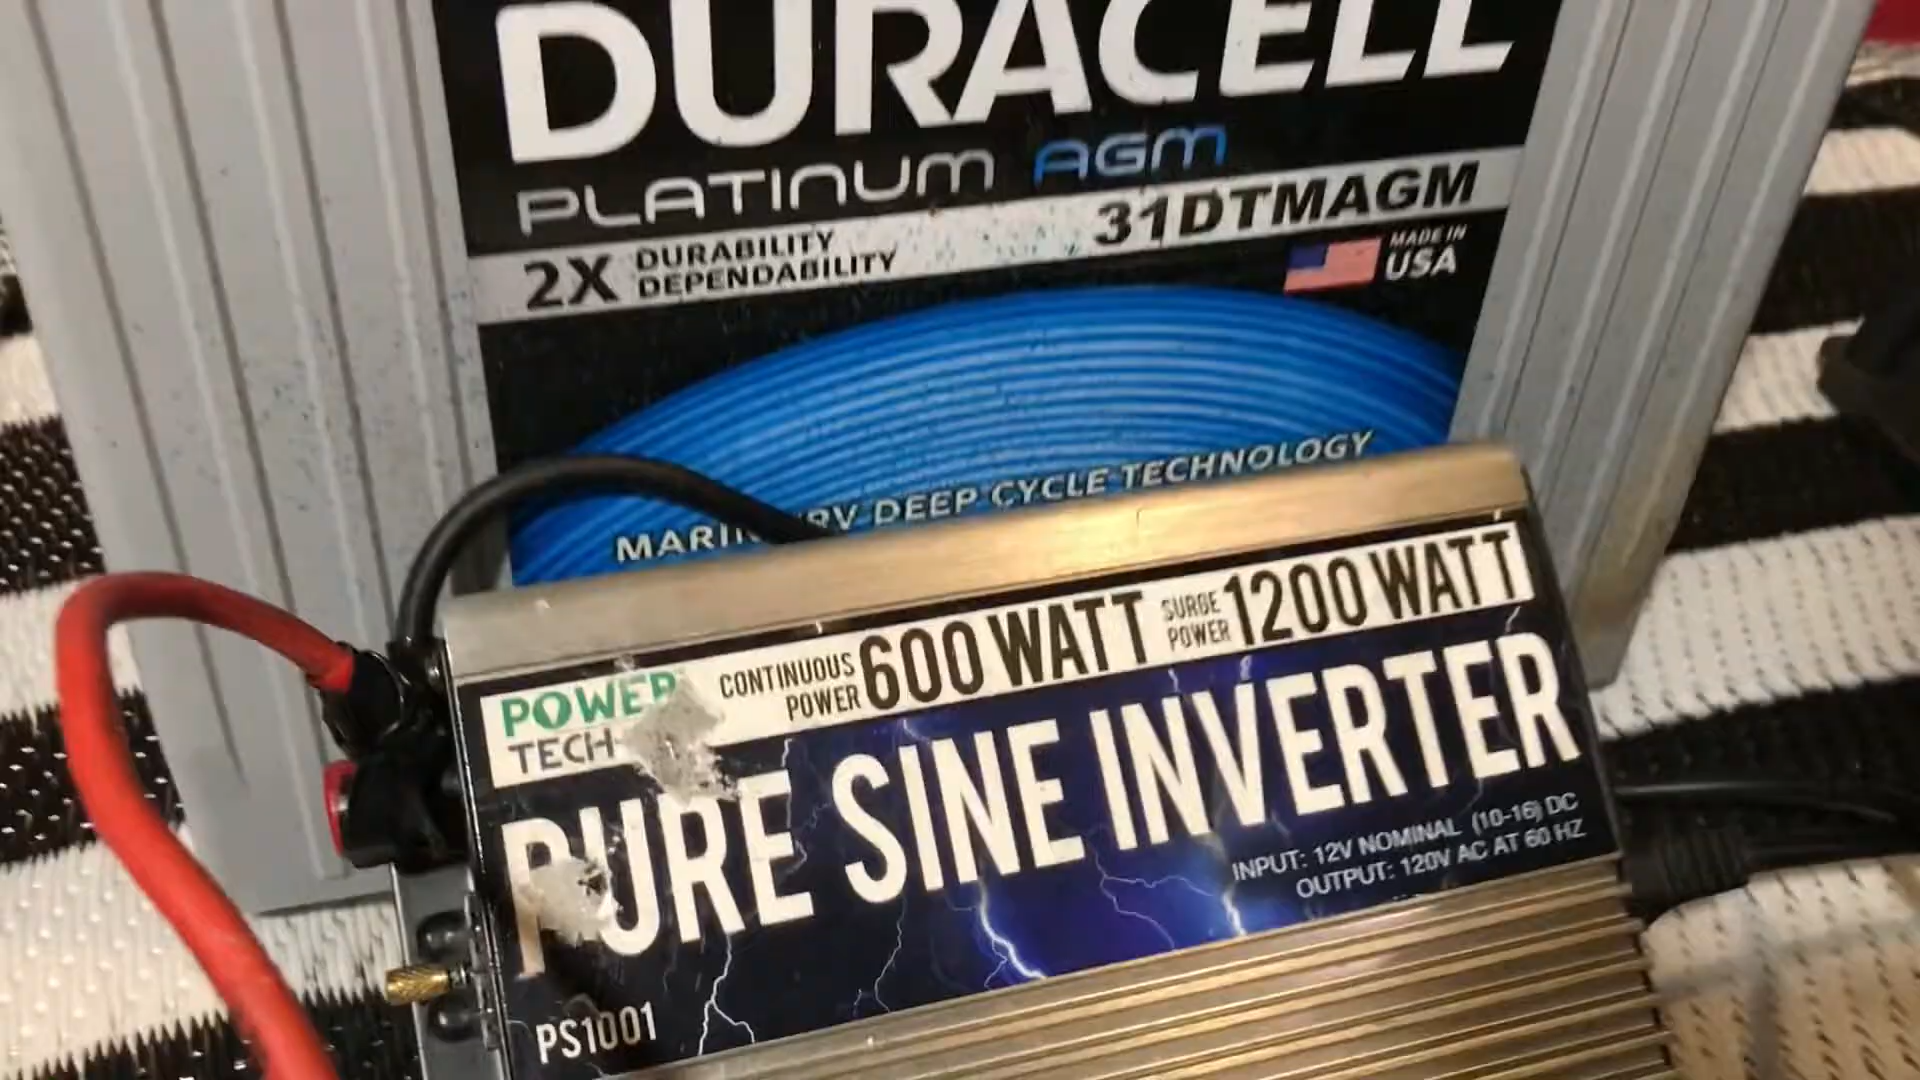 DURACELL
PLATINUM AGM
31DTMAGM
2X DURABILITY DEPENDABILITY
MADE IN USA
RV DEEP CYCLE TECHNOLOGY
POWER TECH
CONTINUOUS POWER 600 WATT
SURGE POWER 1200 WATT
PURE SINE INVERTER
INPUT: 12V NOMINAL (10-16) DC
OUTPUT: 120V AC AT 60 HZ
PS1001